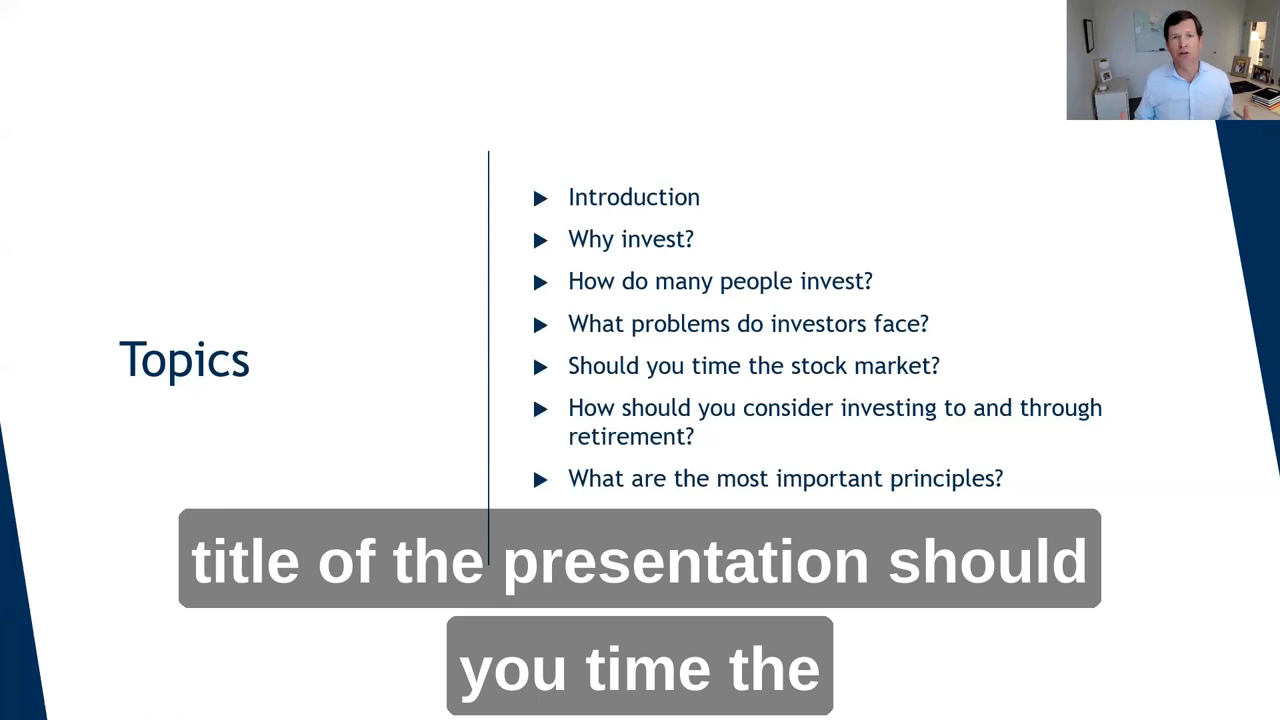 Topics
Introduction
Why invest?
How do many people invest?
What problems do investors face?
Should you time the stock market?
How should you consider investing to and through
retirement?
What are the most important principles?
title of the presentation should
you time the